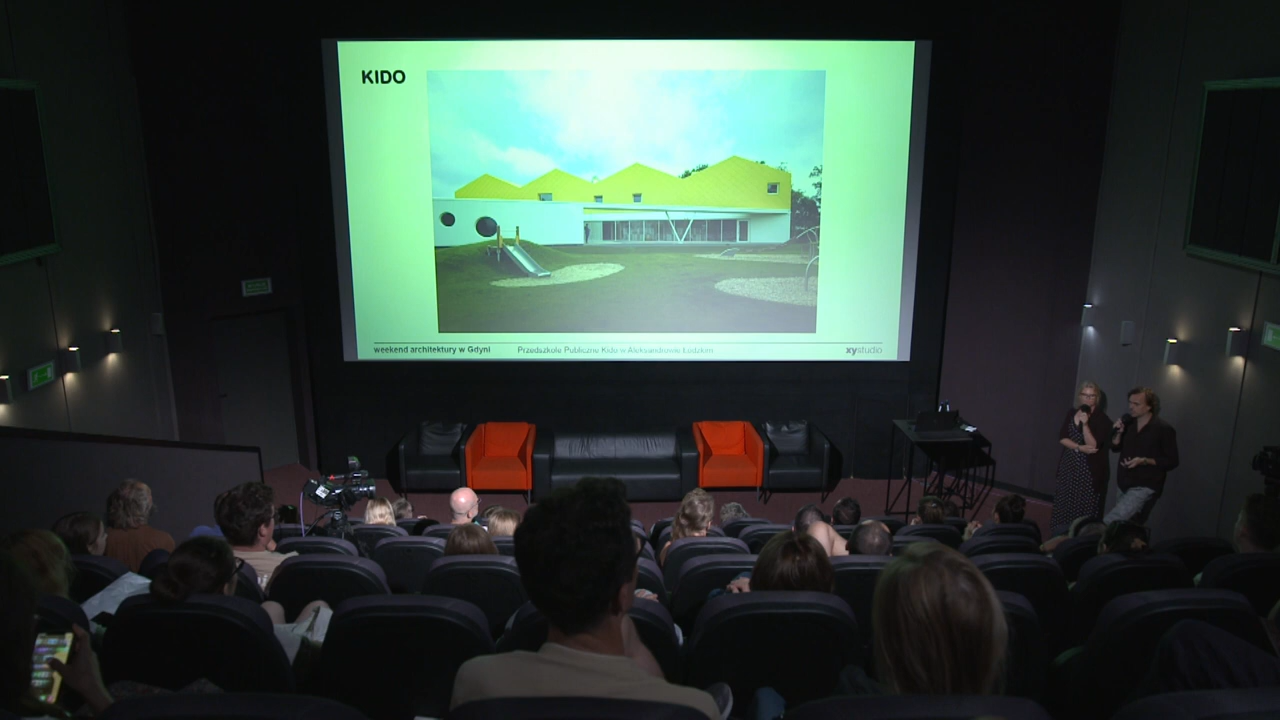 KIDO
weekend architektury w Gdyni
Przedszkole Publiczne Kido w Aleksandrowie Łódzkim
xystudio